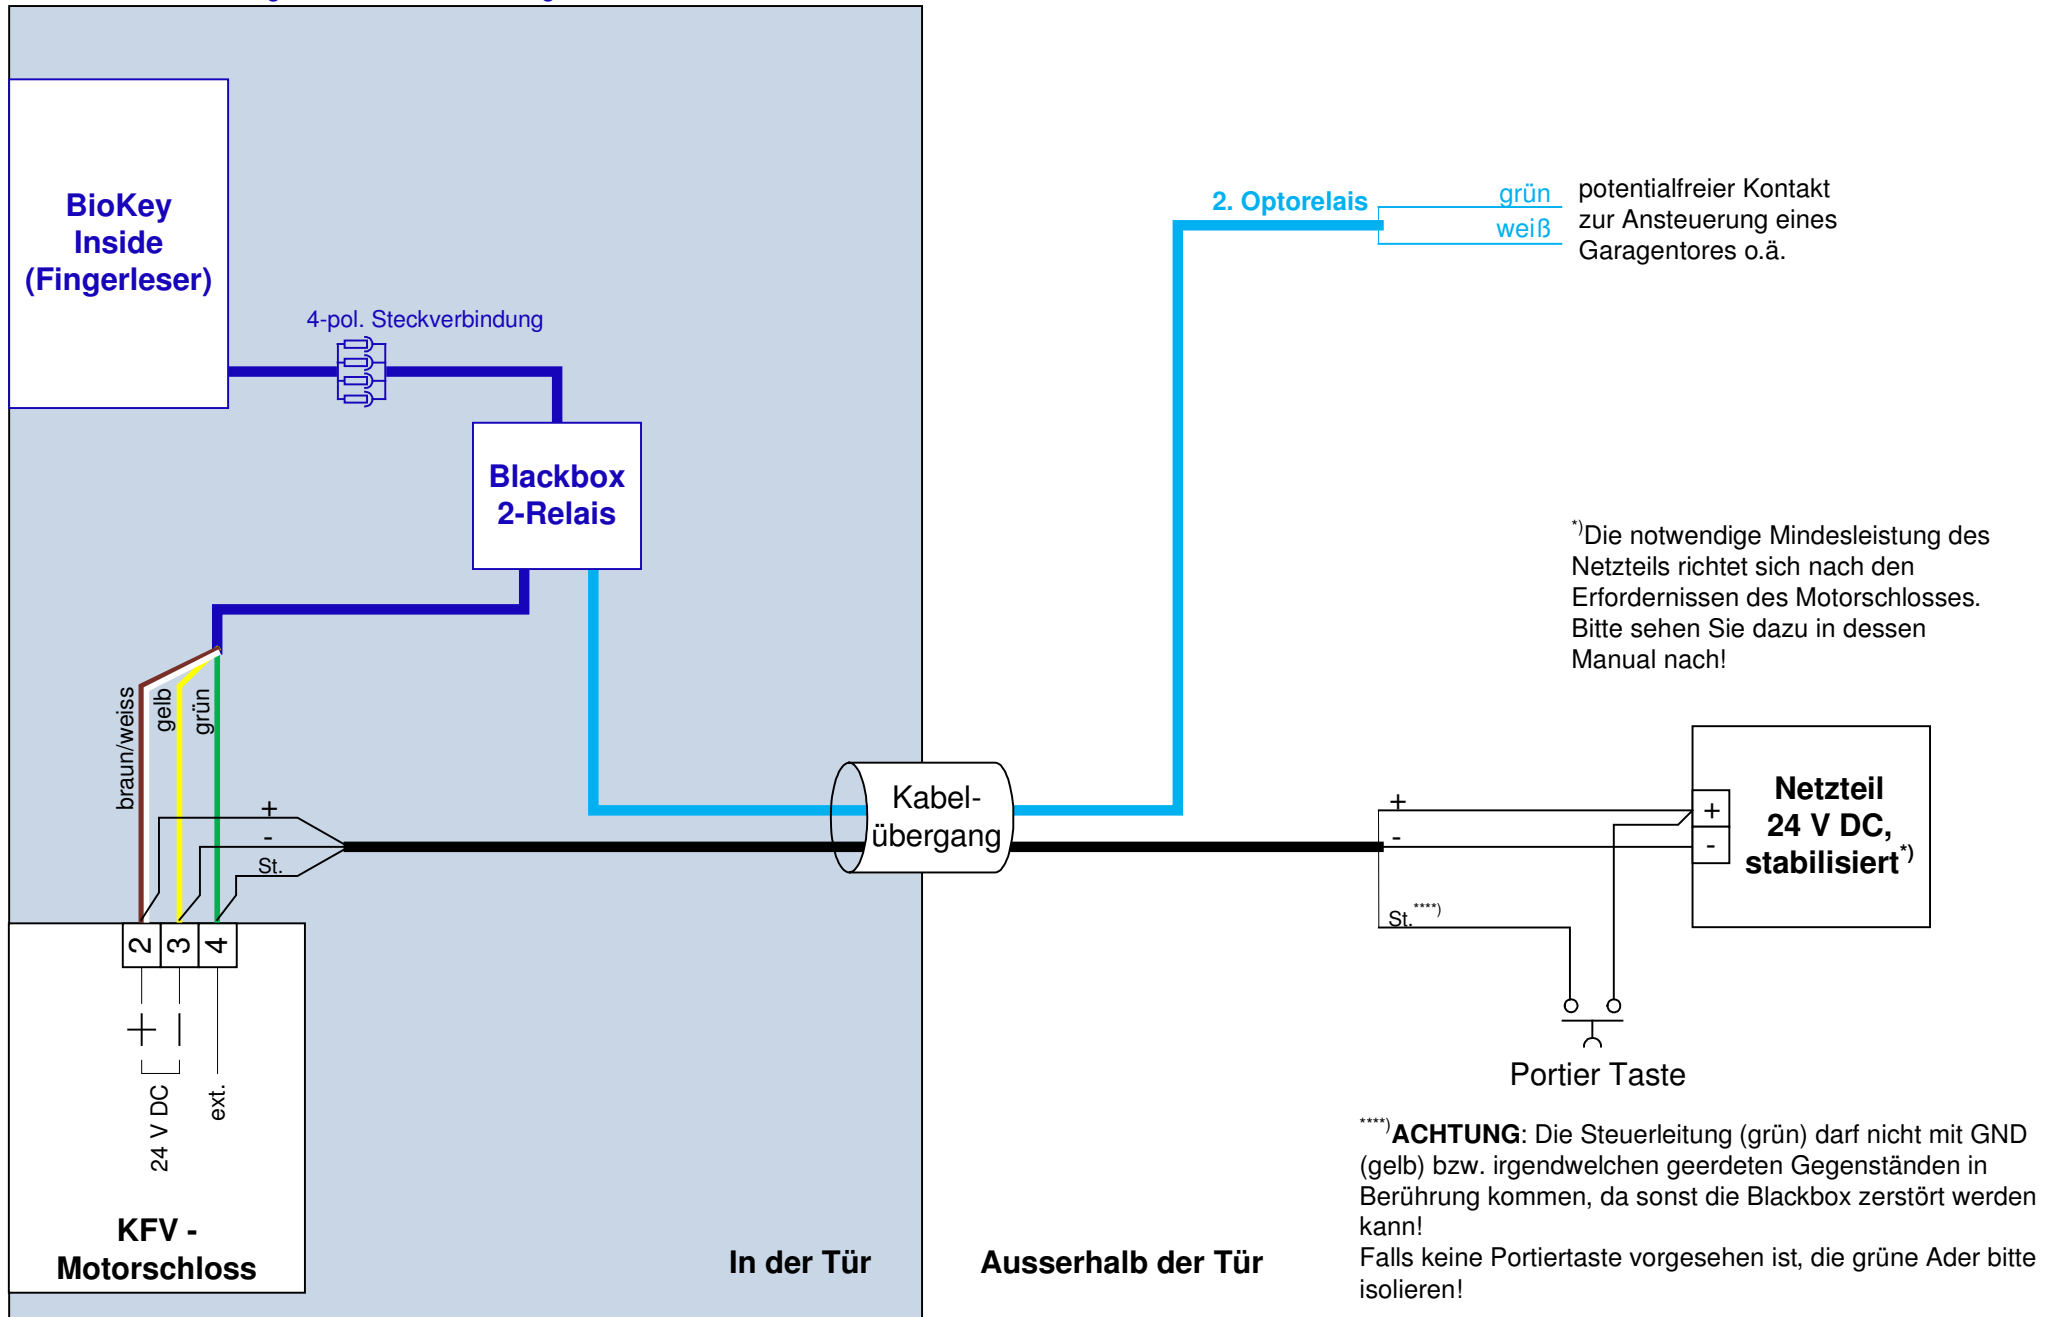 BioKey
Inside
(Fingerleser)
4-pol. Steckverbindung
Blackbox
2-Relais
braun/weiss
gelb
grün
+
-
St.
2
3
4
+
-
24 V DC
ext.
KFV -
Motorschloss
In der Tür
Kabel-
übergang
Ausserhalb der Tür
2. Optorelais
grün
weiß
potentialfreier Kontakt
zur Ansteuerung eines
Garagentores o.ä.
*)Die notwendige Mindesleistung des
Netzteils richtet sich nach den
Erfordernissen des Motorschlosses.
Bitte sehen Sie dazu in dessen
Manual nach!
+
-
St.****)
+
-
Netzteil
24 V DC,
stabilisiert*)
Portier Taste
****)ACHTUNG: Die Steuerleitung (grün) darf nicht mit GND
(gelb) bzw. irgendwelchen geerdeten Gegenständen in
Berührung kommen, da sonst die Blackbox zerstört werden
kann!
Falls keine Portiertaste vorgesehen ist, die grüne Ader bitte
isolieren!